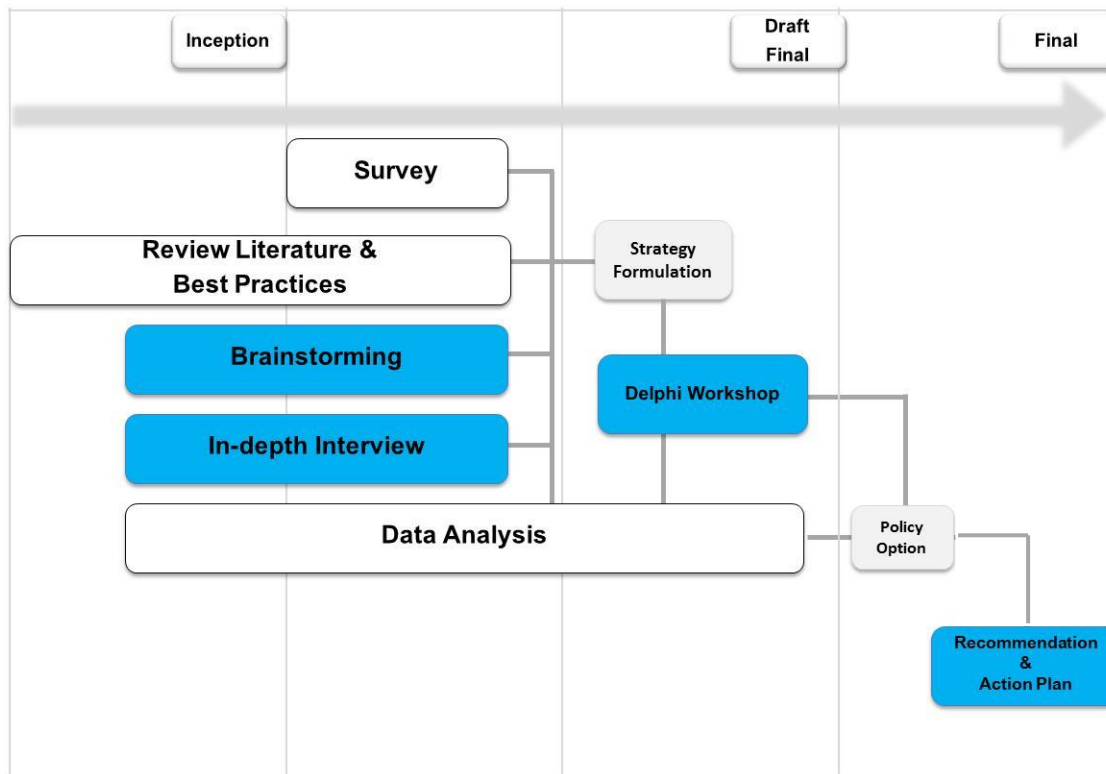 Inception
Draft
Final
Final
Survey
Review Literature &
Best Practices
Strategy
Formulation
Brainstorming
Delphi Workshop
In-depth Interview
Data Analysis
Policy
Option
Recommendation
&
Action Plan